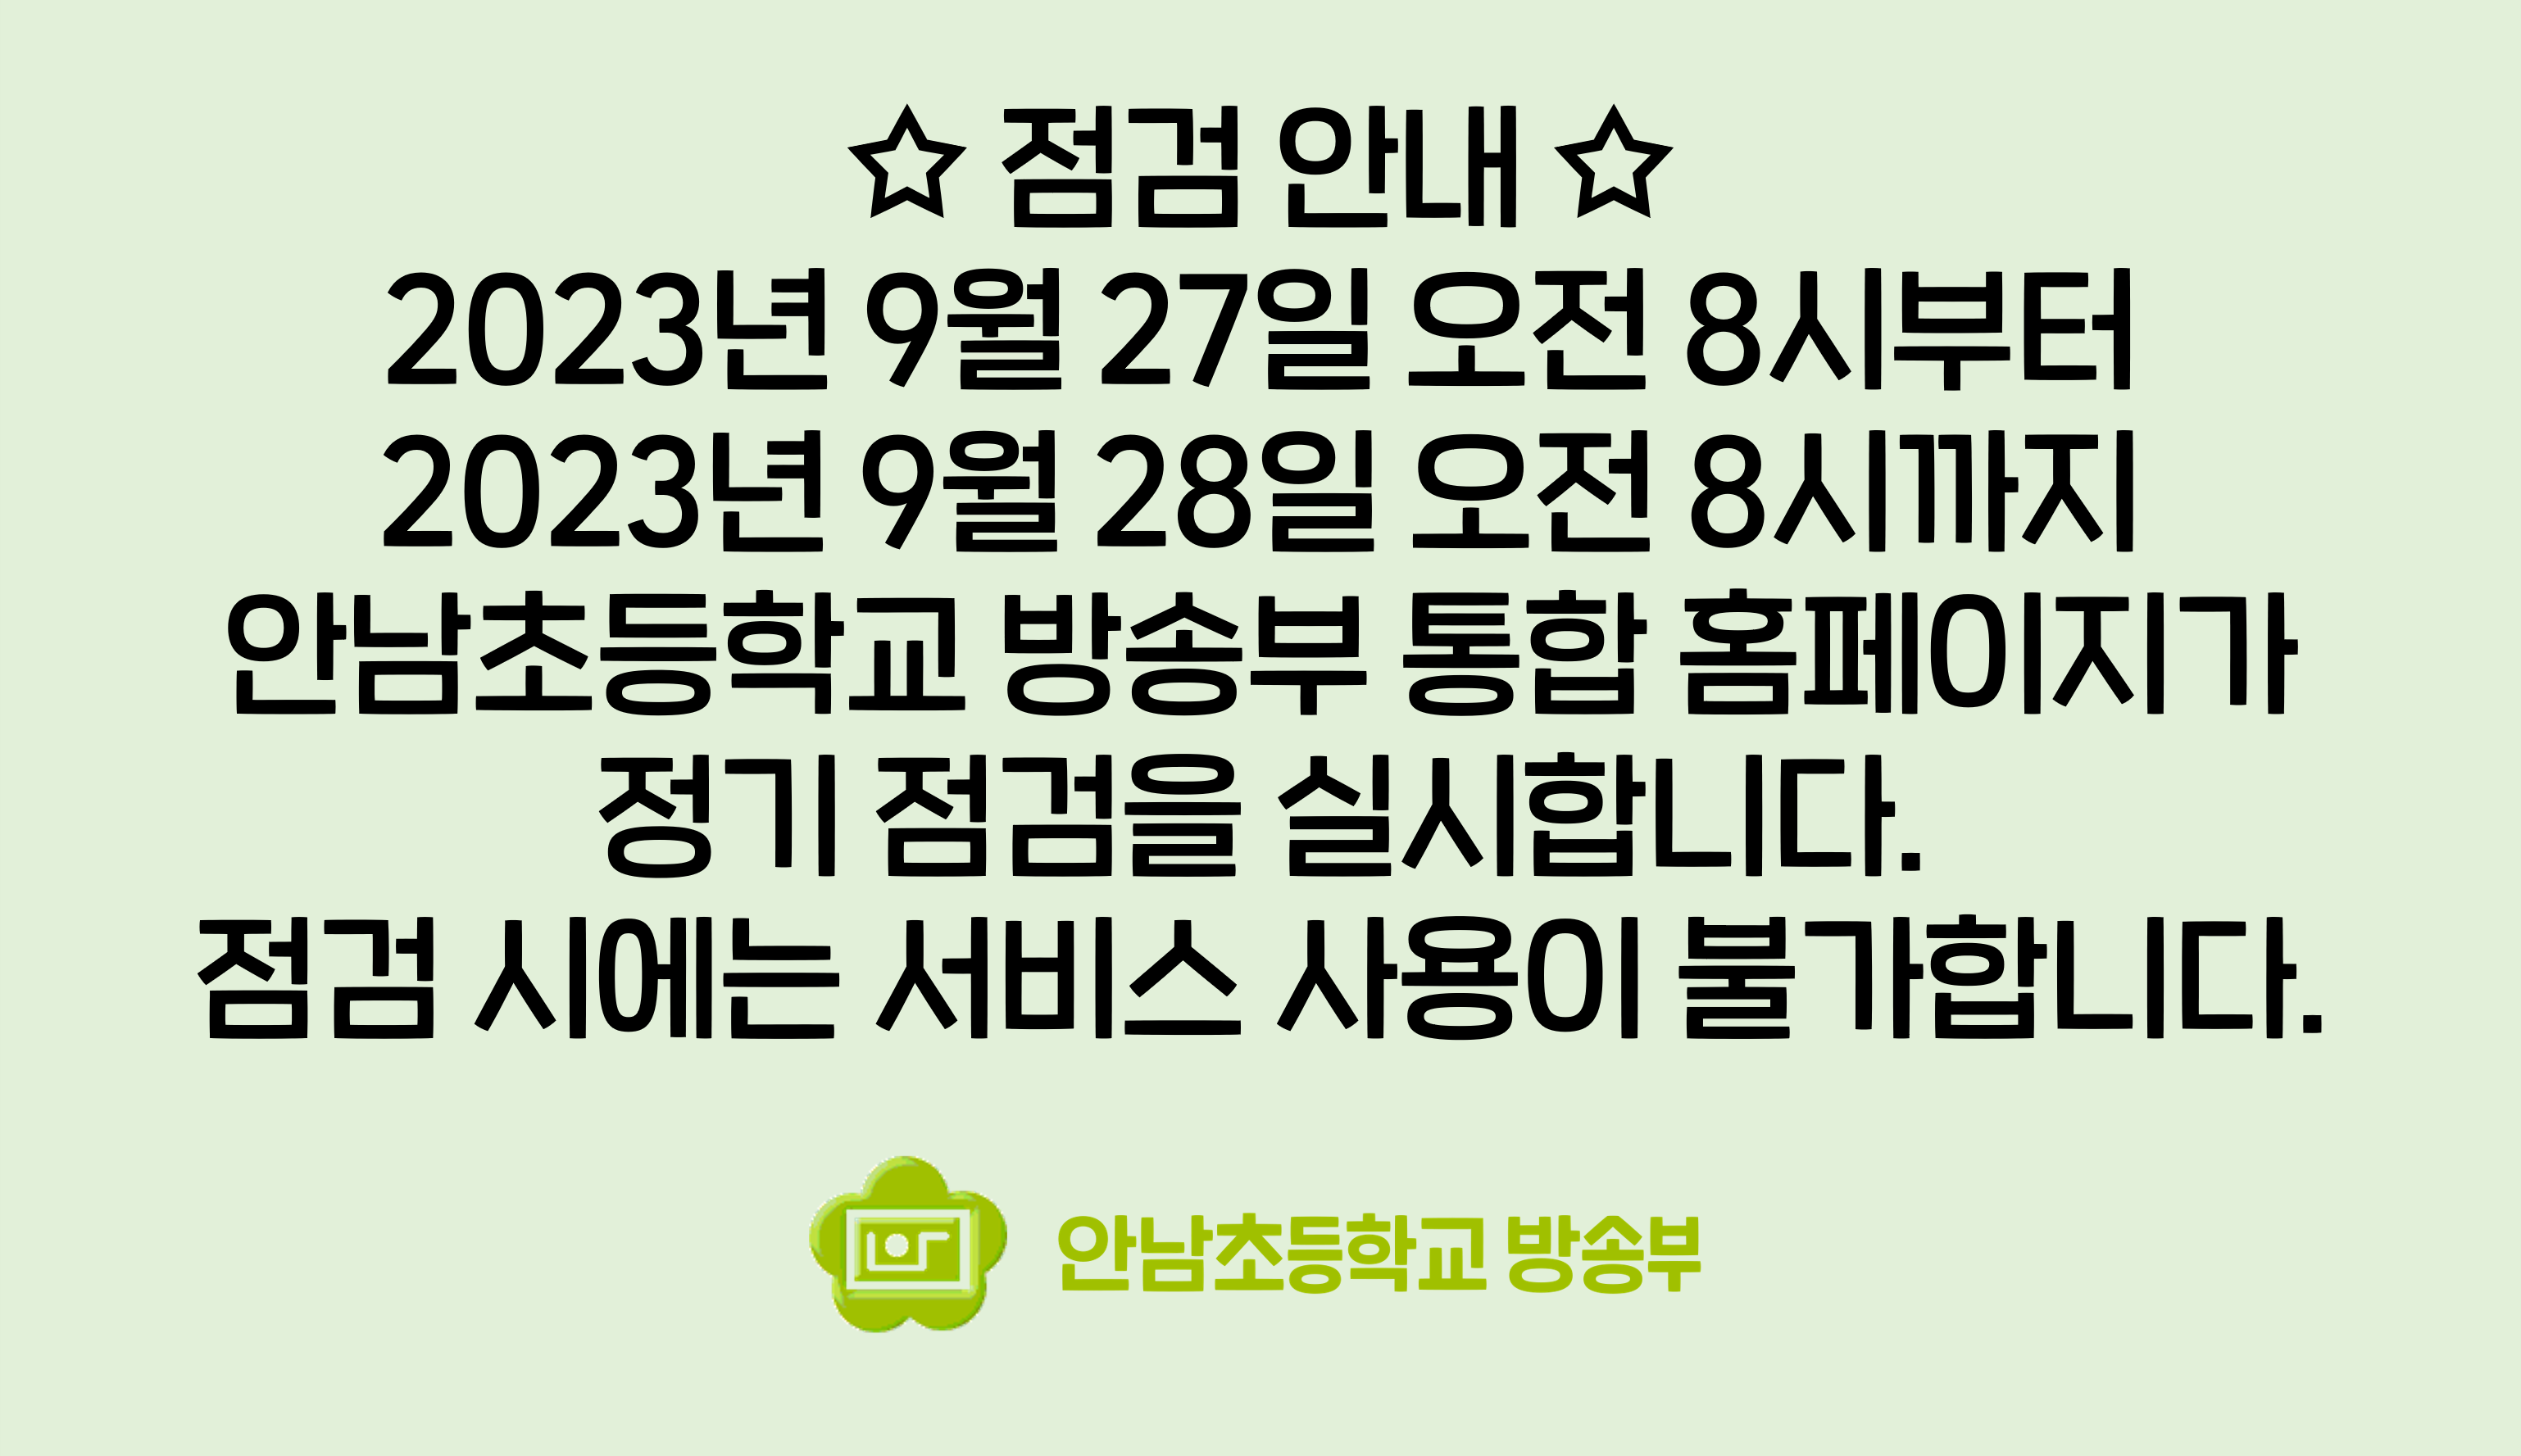 ☆ 점검 안내 ☆
2023년 9월 27일 오전 8시부터
2023년 9월 28일 오전 8시까지
안남초등학교 방송부 통합 홈페이지가
정기 점검을 실시합니다.
점검 시에는 서비스 사용이 불가합니다.
안남초등학교 방송부